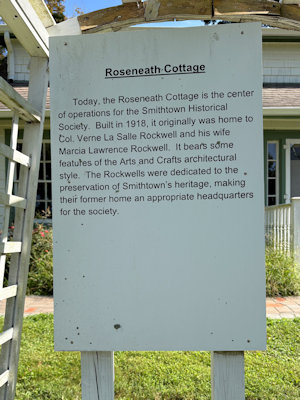 Roseneath Cottage
Today, the Roseneath Cottage is the center
of operations for the Smithtown Historical
Society. Built in 1918, it originally was home to
Col. Verne La Salle Rockwell and his wife
Marcia Lawrence Rockwell. It bears some
features of the Arts and Crafts architectural
style. The Rockwells were dedicated to the
preservation of Smithtown's heritage, making
their former home an appropriate headquarters
for the society.